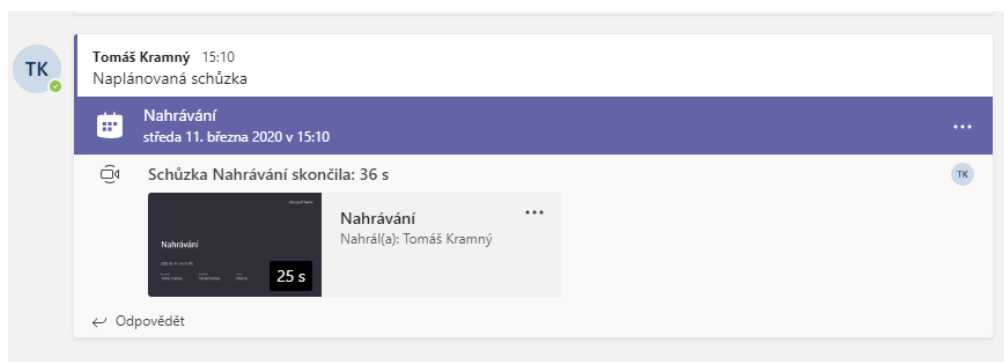 TK
Tomáš Kramný 15:10
Naplánovaná schůzka
Nahrávání
středa 11. března 2020 v 15:10
Schůzka Nahrávání skončila: 36 s
TK
Nahrávání
Nahrál(a): Tomáš Kramný
Nahrávání
25 s
Odpovědět